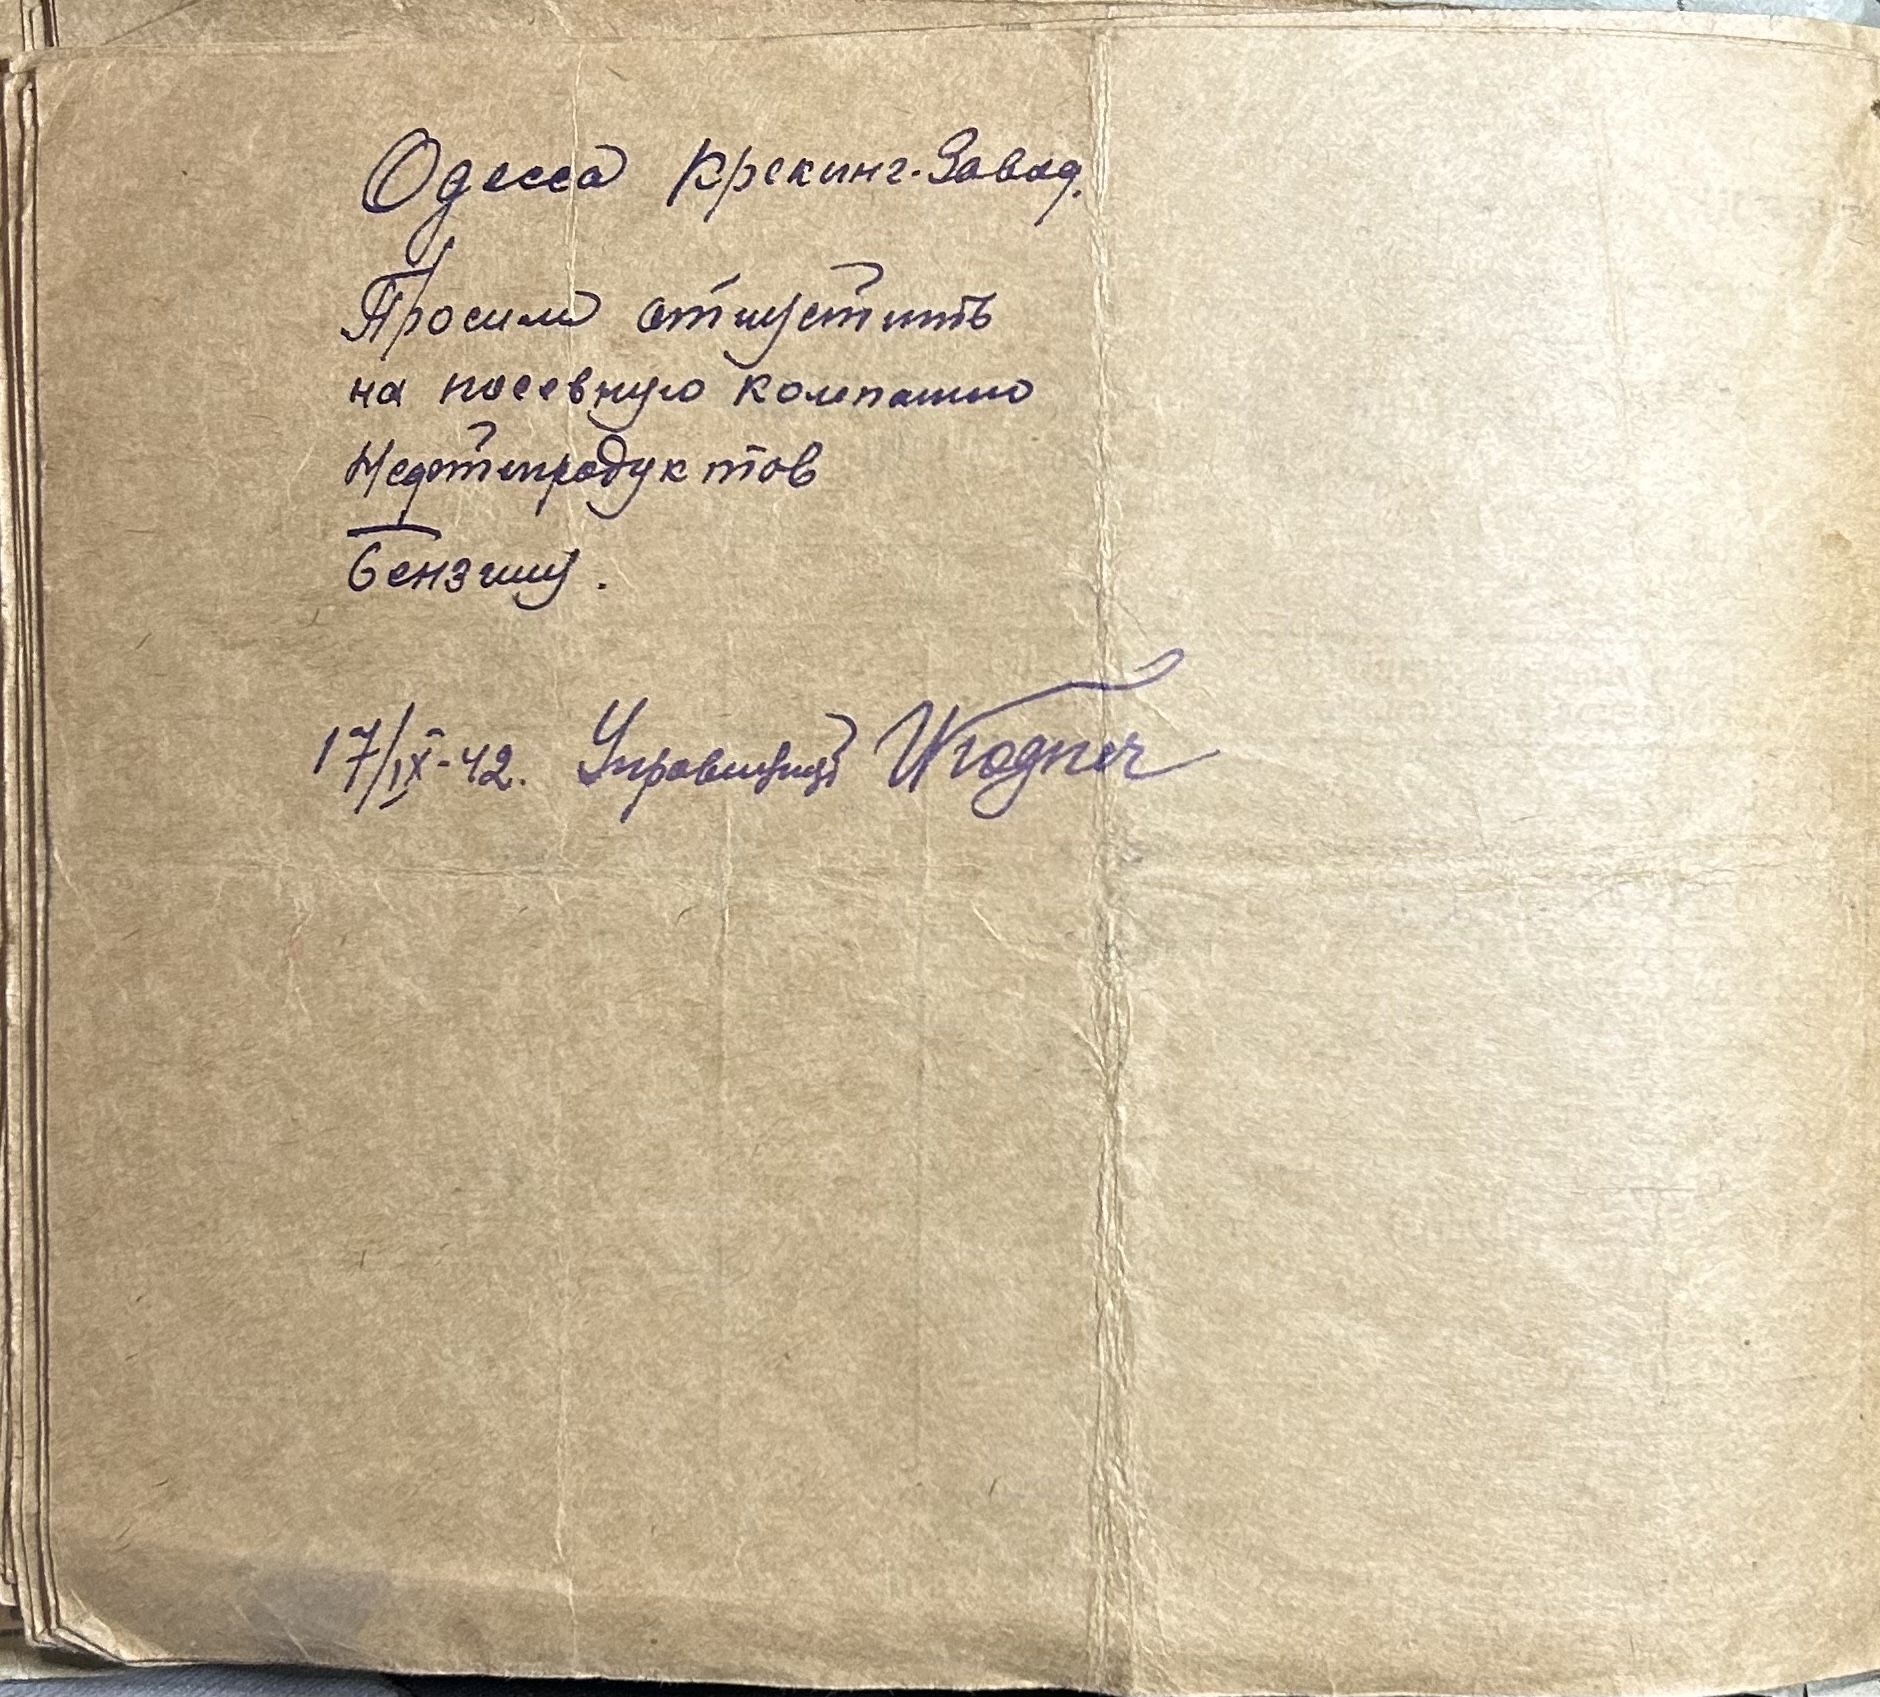 Одесса Крекинг-Завод.
Просим отпустить
на посевную компанию
Нефтепродуктов
Бензину.
17/IX-42. Управляющий